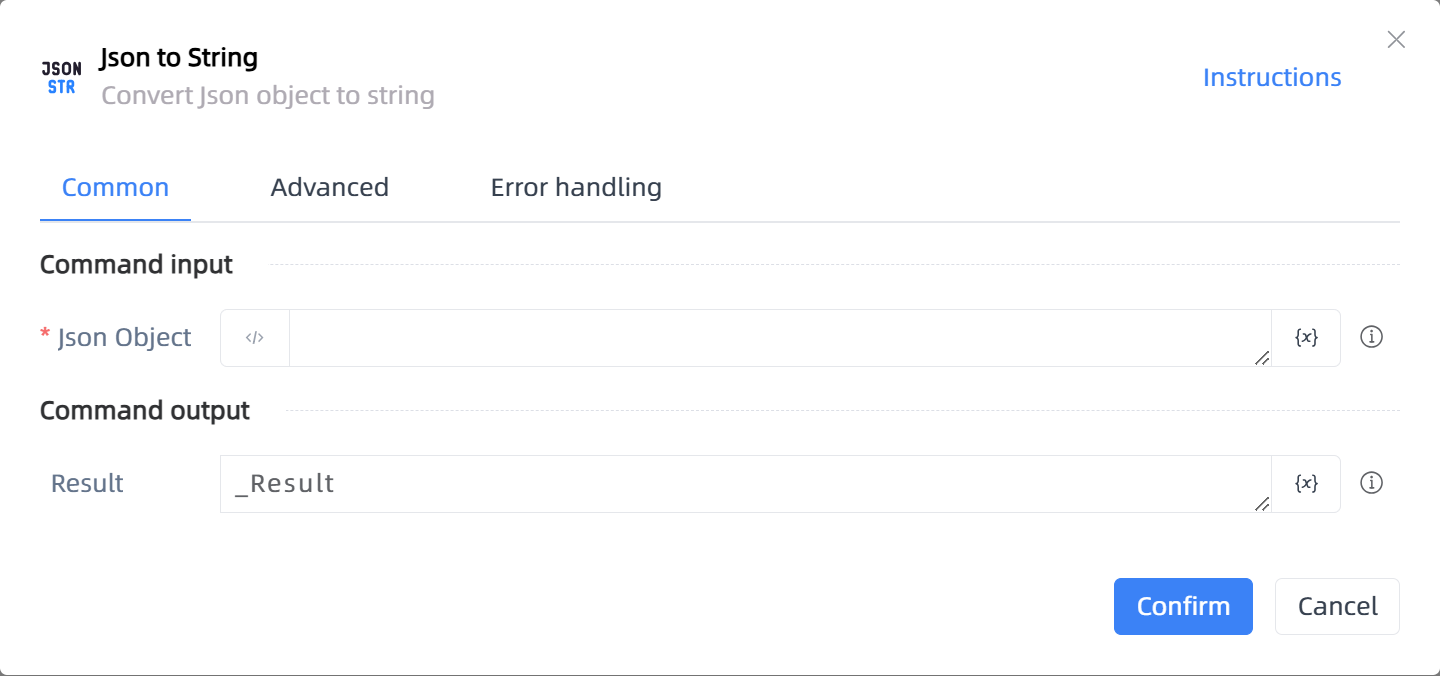 JSON
STR
Json to String
Convert Json object to string
Instructions
Common Advanced Error handling
Command input
* Json Object </> {x}
Command output
Result _Result {x}
Confirm Cancel